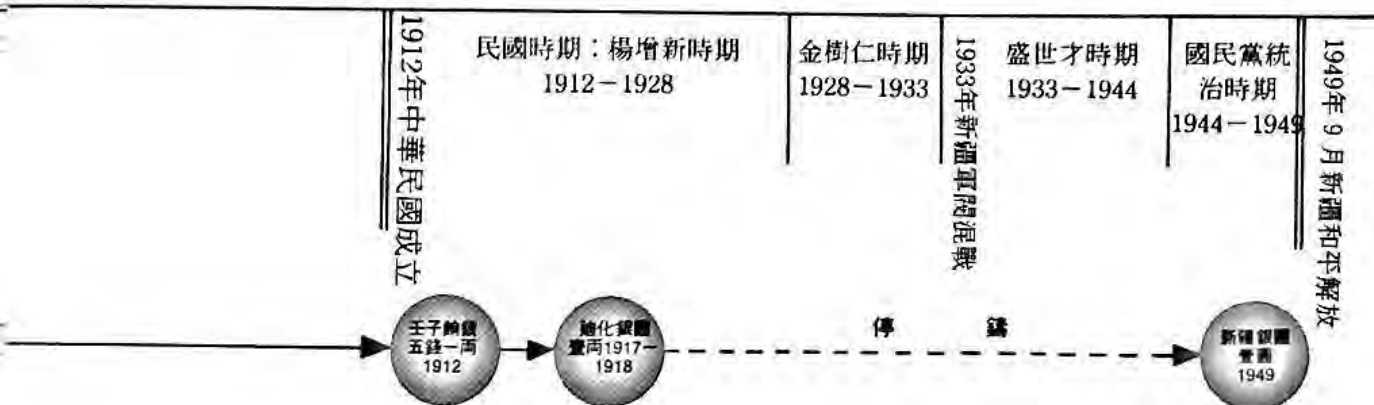 1912年中華民國成立
民國時期：楊增新時期
1912－1928
金樹仁時期
1928－1933
1933年新疆軍閥混戰
盛世才時期
1933－1944
國民黨統
治時期
1944－1949
1949年9月新疆和平解放
壬子餉銀
五錢一兩
1912
迪化銀圓
壹兩1917－
1918
停 鑄
新疆銀圓
壹圓
1949